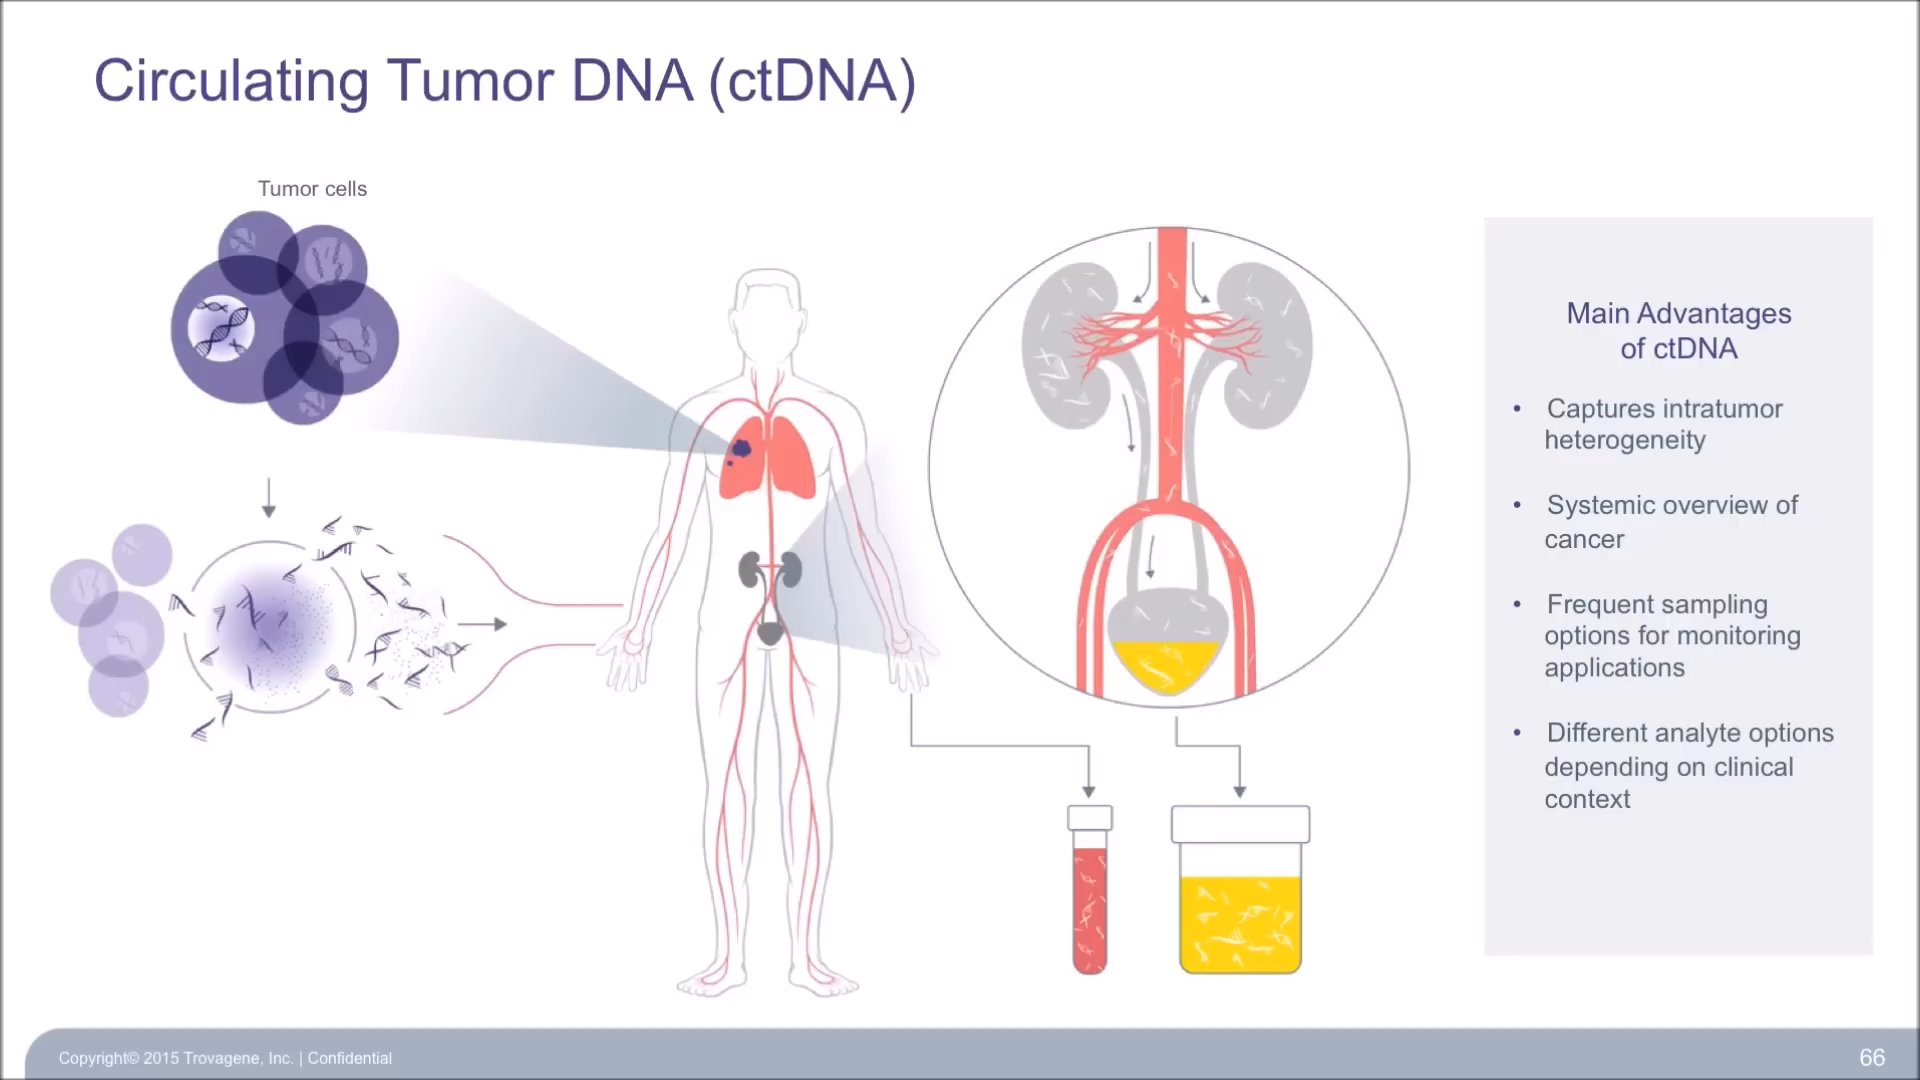 Circulating Tumor DNA (ctDNA)
Tumor cells
Main Advantages
of ctDNA
• Captures intratumor
heterogeneity
• Systemic overview of
cancer
• Frequent sampling
options for monitoring
applications
• Different analyte options
depending on clinical
context
Copyright© 2015 Trovagene, Inc. | Confidential
66